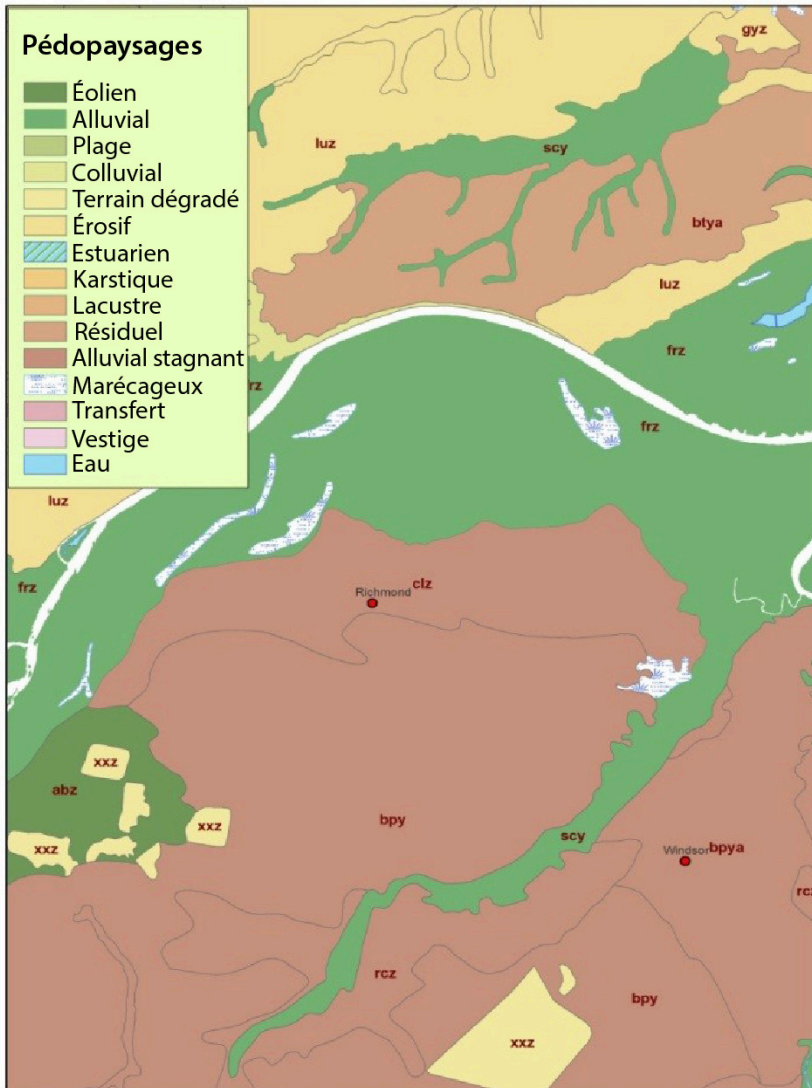 Pédopaysages
Éolien
Alluvial
Plage
Colluvial
Terrain dégradé
Érosif
Estuarien
Karstique
Lacustre
Résiduel
Alluvial stagnant
Marécageux
Transfert
Vestige
Eau
gyz
luz
scy
btya
luz
frz
frz
frz
luz
frz
clz
Richmond
xxz
abz
xxz
bpy
xxz
scy
Windsor
bpya
rcz
bpy
xxz